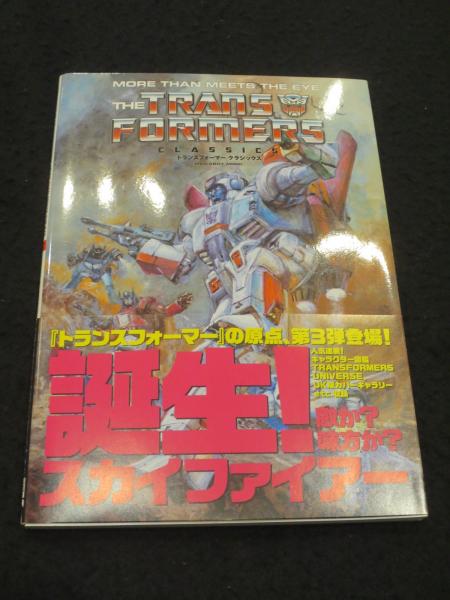 MORE THAN MEETS THE EYE
THE TRANSFORMERS
CLASSICS
トランスフォーマー クラシックス
『トランスフォーマー』の原点、第3弾登場!
人気連載!
キャラクター図鑑
TRANSFORMERS
UNIVERSE
UK版カバーギャラリー
etc.収録
誕生!
敵か?
味方か?
スカイファイアー